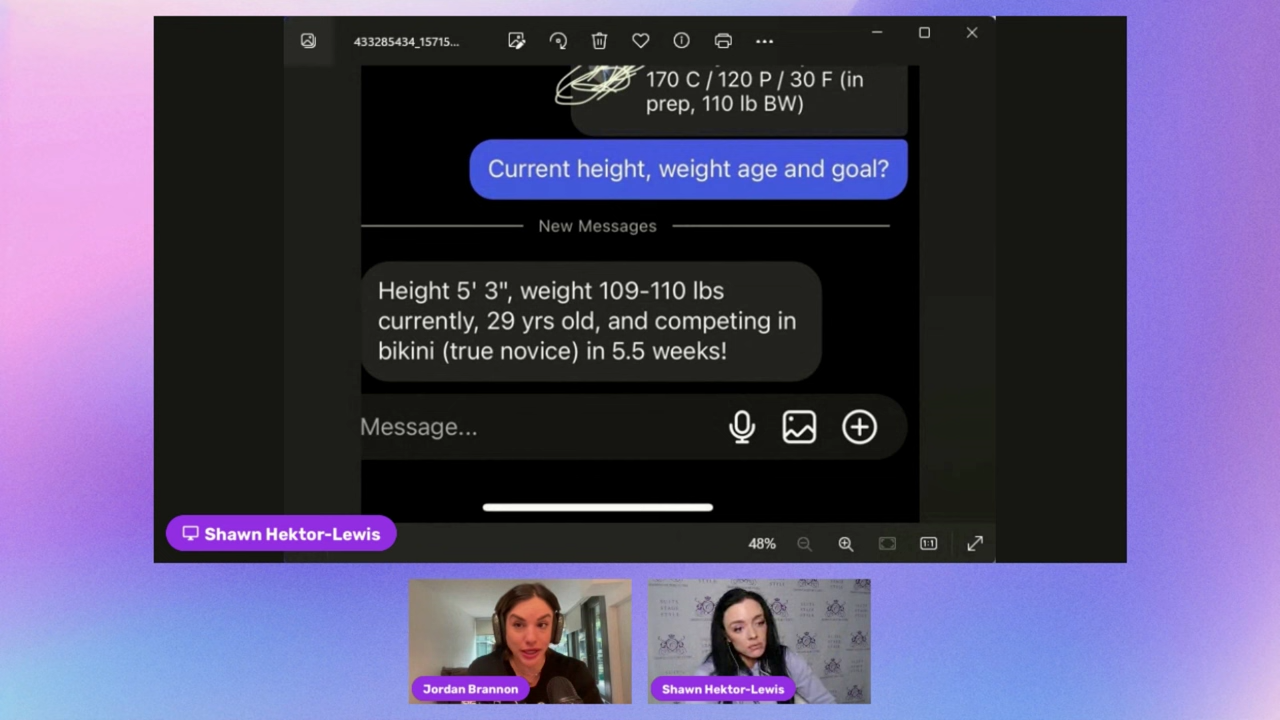 433285434_15715...
170 C / 120 P / 30 F (in
prep, 110 lb BW)
Current height, weight age and goal?
New Messages
Height 5' 3", weight 109-110 lbs
currently, 29 yrs old, and competing in
bikini (true novice) in 5.5 weeks!
Message...
Shawn Hektor-Lewis
48%
1:1
Jordan Brannon
Shawn Hektor-Lewis